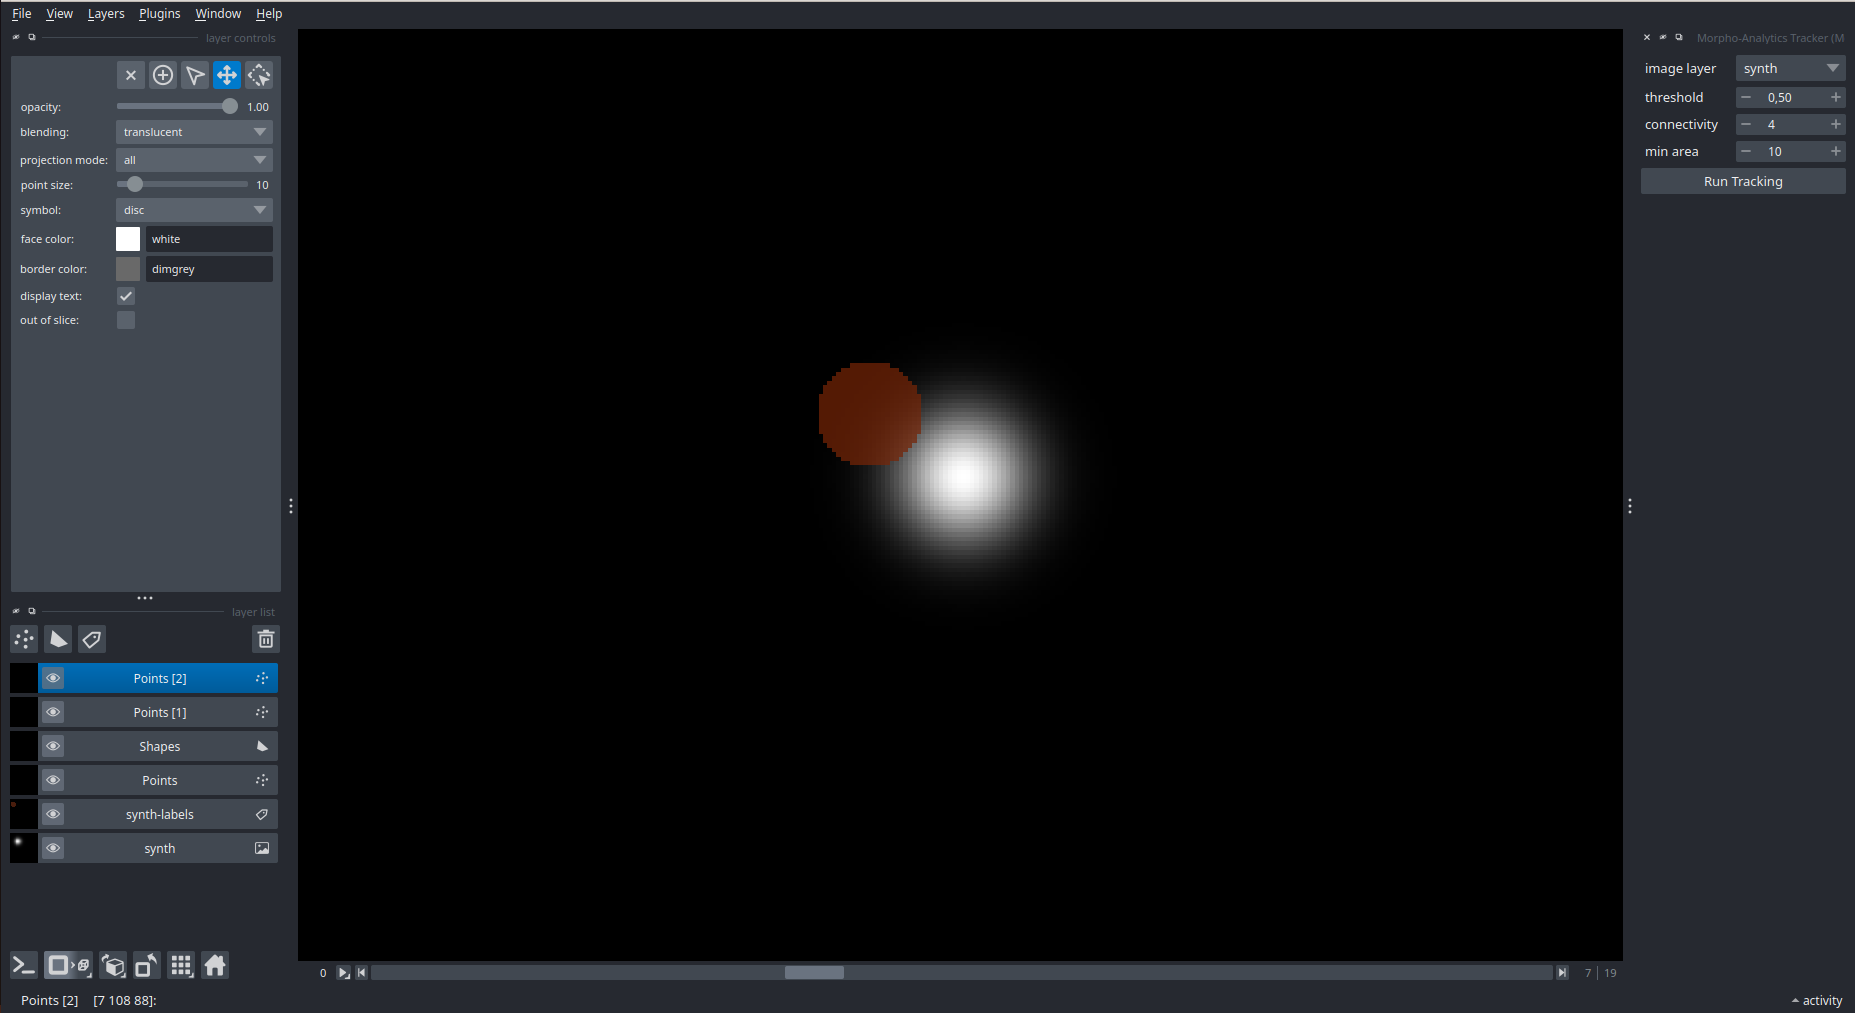 File View Layers Plugins Window Help
layer controls
opacity: 1.00
blending: translucent
projection mode: all
point size: 10
symbol: disc
face color: white
border color: dimgrey
display text:
out of slice:
layer list
Points [2]
Points [1]
Shapes
Points
synth-labels
synth
0 7 | 19
Points [2] [7 108 88]:
activity
Morpho-Analytics Tracker (M
image layer synth
threshold 0,50
connectivity 4
min area 10
Run Tracking